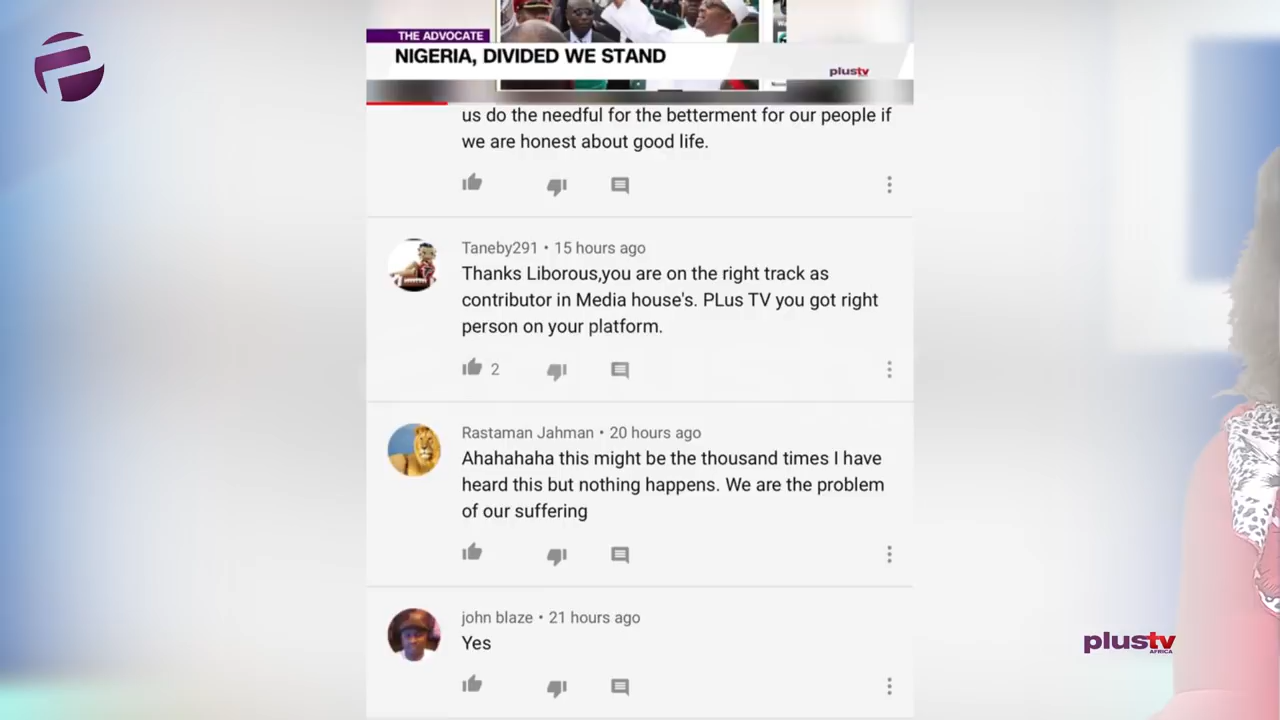 THE ADVOCATE
NIGERIA, DIVIDED WE STAND
plustv
us do the needful for the betterment for our people if
we are honest about good life.
Taneby291 • 15 hours ago
Thanks Liborous,you are on the right track as
contributor in Media house's. PLus TV you got right
person on your platform.
2
Rastaman Jahman • 20 hours ago
Ahahahaha this might be the thousand times I have
heard this but nothing happens. We are the problem
of our suffering
john blaze • 21 hours ago
Yes
plustv
AFRICA